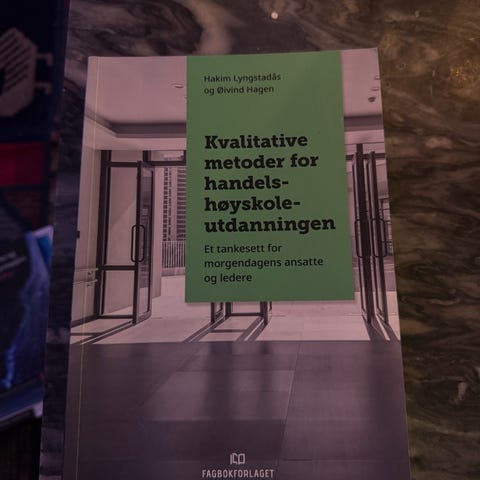 Hakim Lyngstadås
og Øivind Hagen
Kvalitative
metoder for
handels-
høyskole-
utdanningen
Et tankesett for
morgendagens ansatte
og ledere
FAGBOKFORLAGET